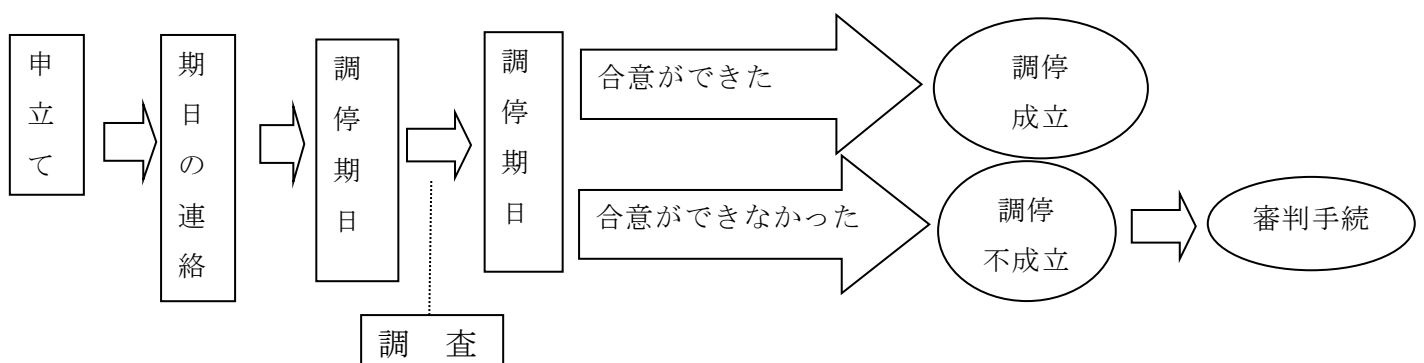 申立て
期日の連絡
調停期日
調査
調停期日
合意ができた
調停
成立
合意ができなかった
調停
不成立
審判手続